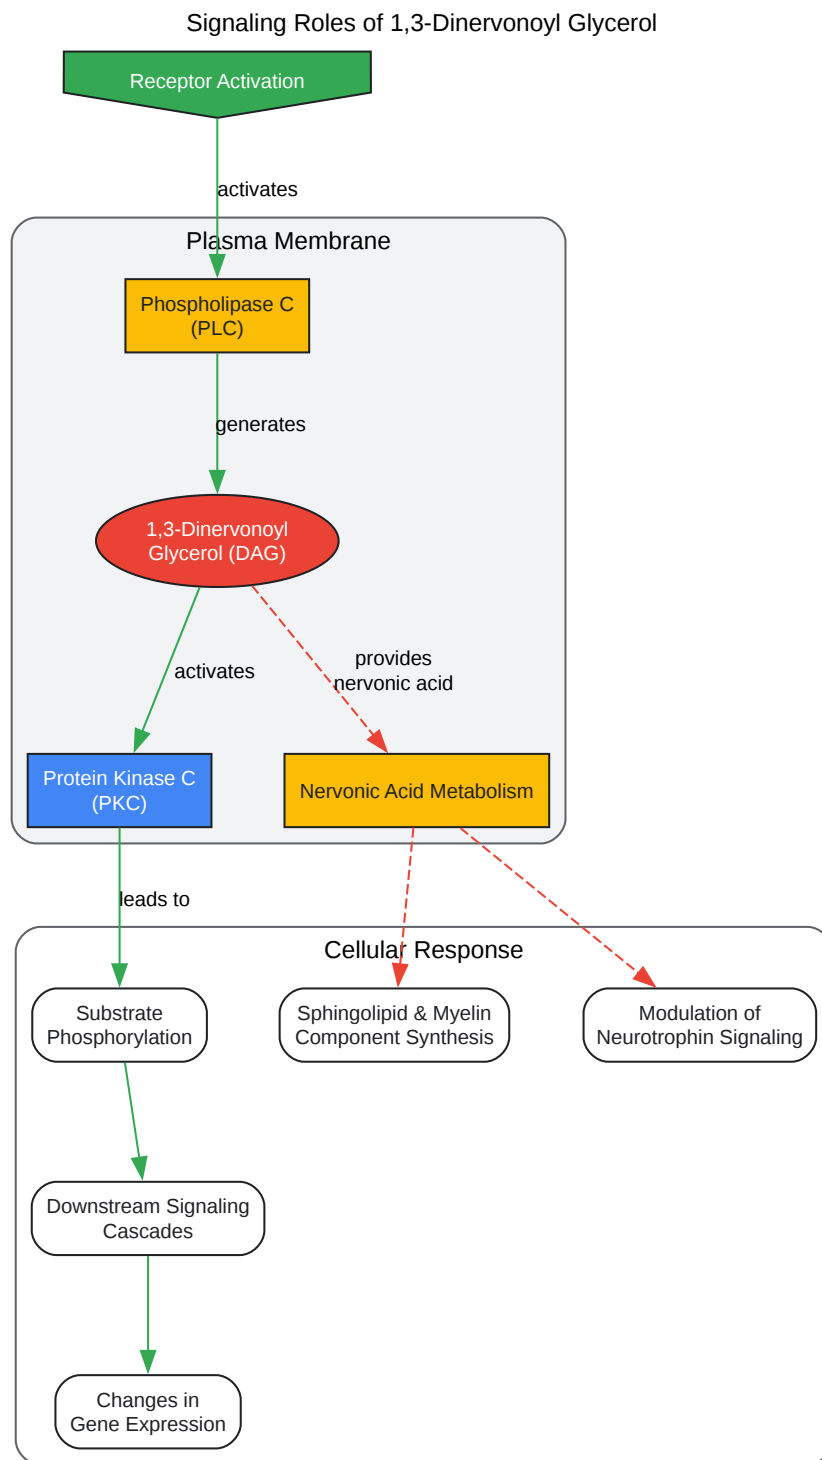 Signaling Roles of 1,3-Dinervonoyl Glycerol
Receptor Activation
activates
Plasma Membrane
Phospholipase C
(PLC)
generates
1,3-Dinervonoyl
Glycerol (DAG)
activates
provides
nervonic acid
Protein Kinase C
(PKC)
Nervonic Acid Metabolism
leads to
Cellular Response
Substrate
Phosphorylation
Sphingolipid & Myelin
Component Synthesis
Modulation of
Neurotrophin Signaling
Downstream Signaling
Cascades
Changes in
Gene Expression